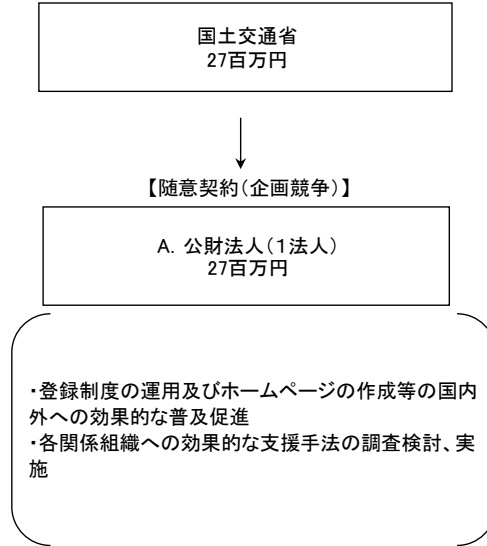 国土交通省
27百万円
【随意契約(企画競争)】
A. 公財法人(1法人)
27百万円
・登録制度の運用及びホームページの作成等の国内
外への効果的な普及促進
・各関係組織への効果的な支援手法の調査検討、実
施